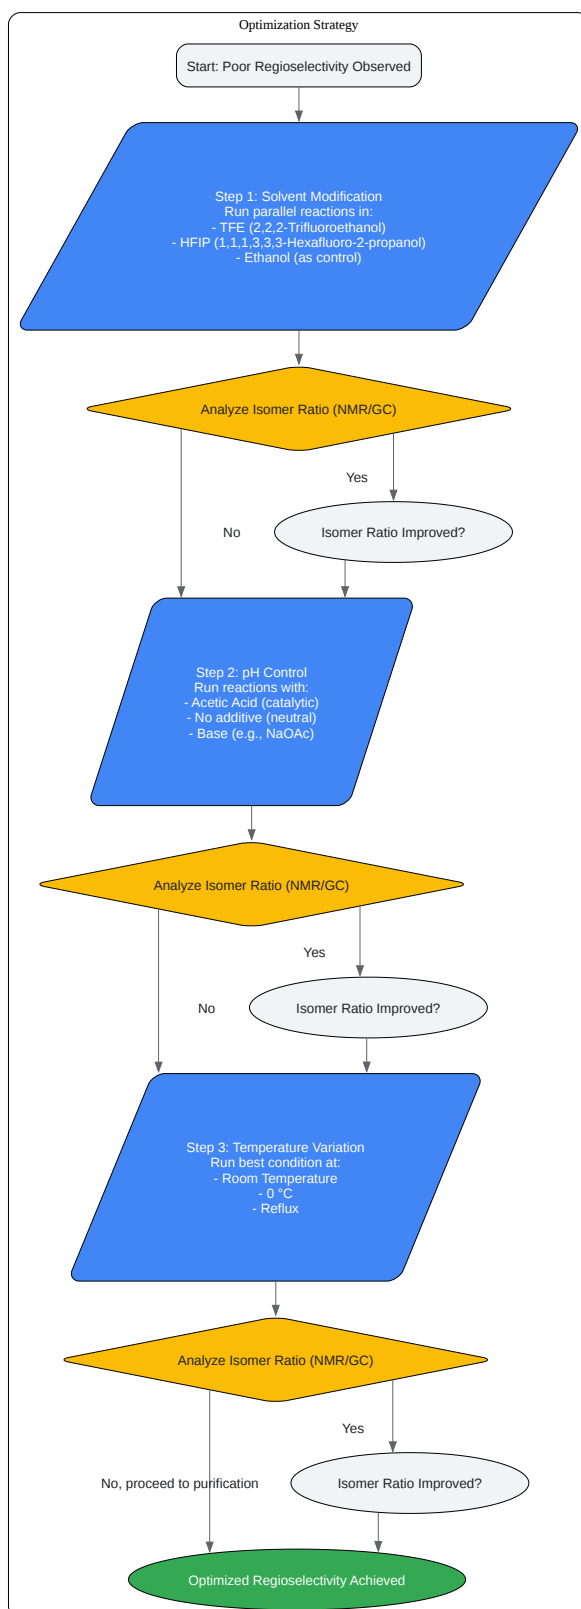 Optimization Strategy
Start: Poor Regioselectivity Observed
Step 1: Solvent Modification
Run parallel reactions in:
- TFE (2,2,2-Trifluoroethanol)
- HFIP (1,1,1,3,3,3-Hexafluoro-2-propanol)
- Ethanol (as control)
Analyze Isomer Ratio (NMR/GC)
Yes
No
Isomer Ratio Improved?
Step 2: pH Control
Run reactions with:
- Acetic Acid (catalytic)
- No additive (neutral)
- Base (e.g., NaOAc)
Analyze Isomer Ratio (NMR/GC)
Yes
No
Isomer Ratio Improved?
Step 3: Temperature Variation
Run best condition at:
- Room Temperature
- 0 °C
- Reflux
Analyze Isomer Ratio (NMR/GC)
Yes
No, proceed to purification
Isomer Ratio Improved?
Optimized Regioselectivity Achieved